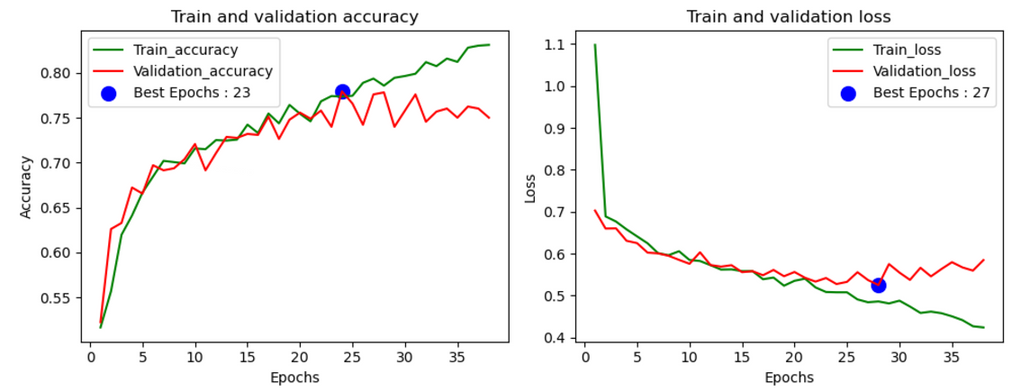 Train and validation accuracy
Train_accuracy
Validation_accuracy
Best Epochs : 23
0.80
0.75
0.70
0.65
0.60
0.55
Accuracy
0 5 10 15 20 25 30 35
Epochs
Train and validation loss
Train_loss
Validation_loss
Best Epochs : 27
1.1
1.0
0.9
0.8
0.7
0.6
0.5
0.4
Loss
0 5 10 15 20 25 30 35
Epochs